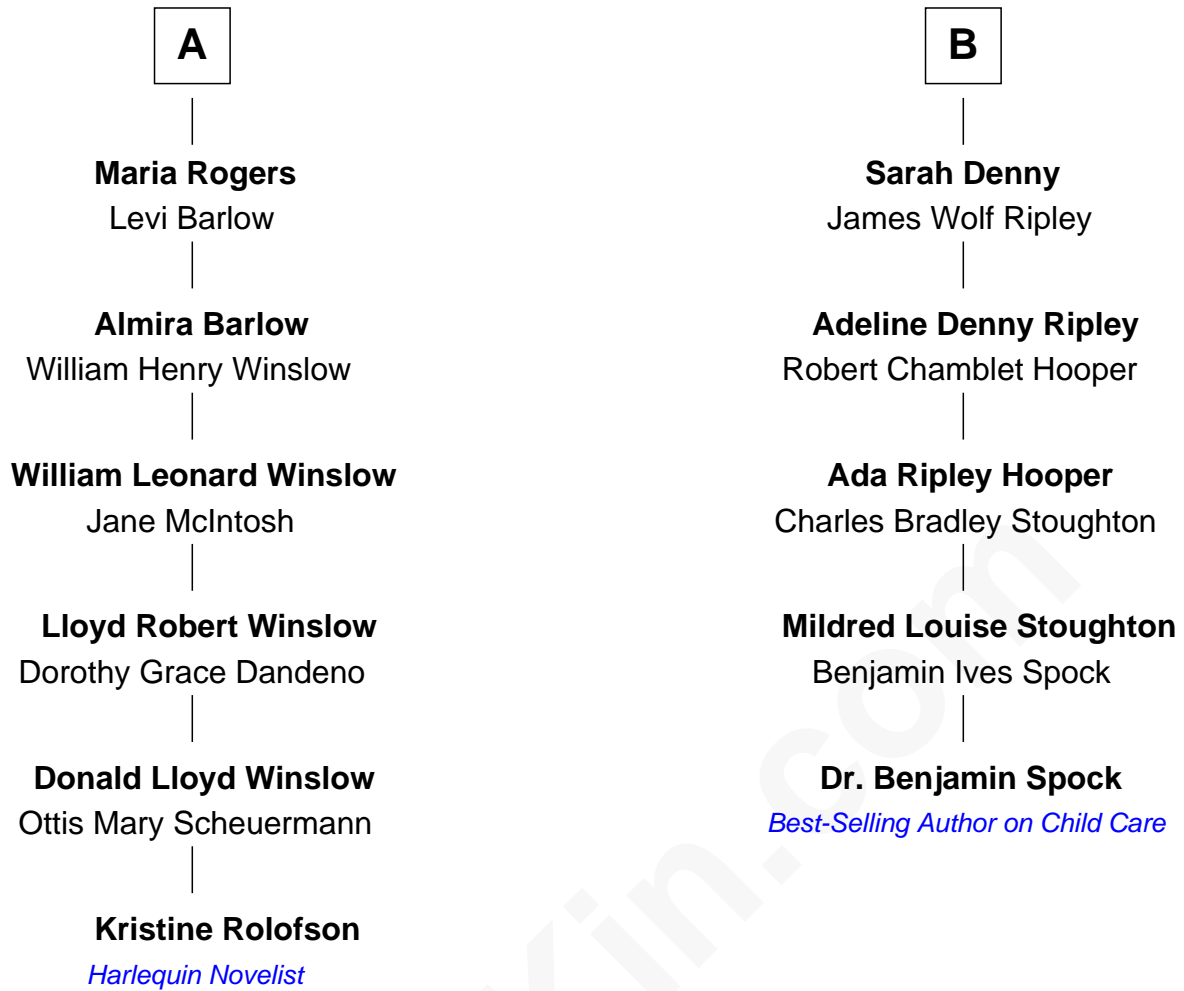 A
Maria Rogers
Levi Barlow
Almira Barlow
William Henry Winslow
William Leonard Winslow
Jane McIntosh
Lloyd Robert Winslow
Dorothy Grace Dandeno
Donald Lloyd Winslow
Ottis Mary Scheuermann
Kristine Rolofson
Harlequin Novelist
B
Sarah Denny
James Wolf Ripley
Adeline Denny Ripley
Robert Chamblet Hooper
Ada Ripley Hooper
Charles Bradley Stoughton
Mildred Louise Stoughton
Benjamin Ives Spock
Dr. Benjamin Spock
Best-Selling Author on Child Care